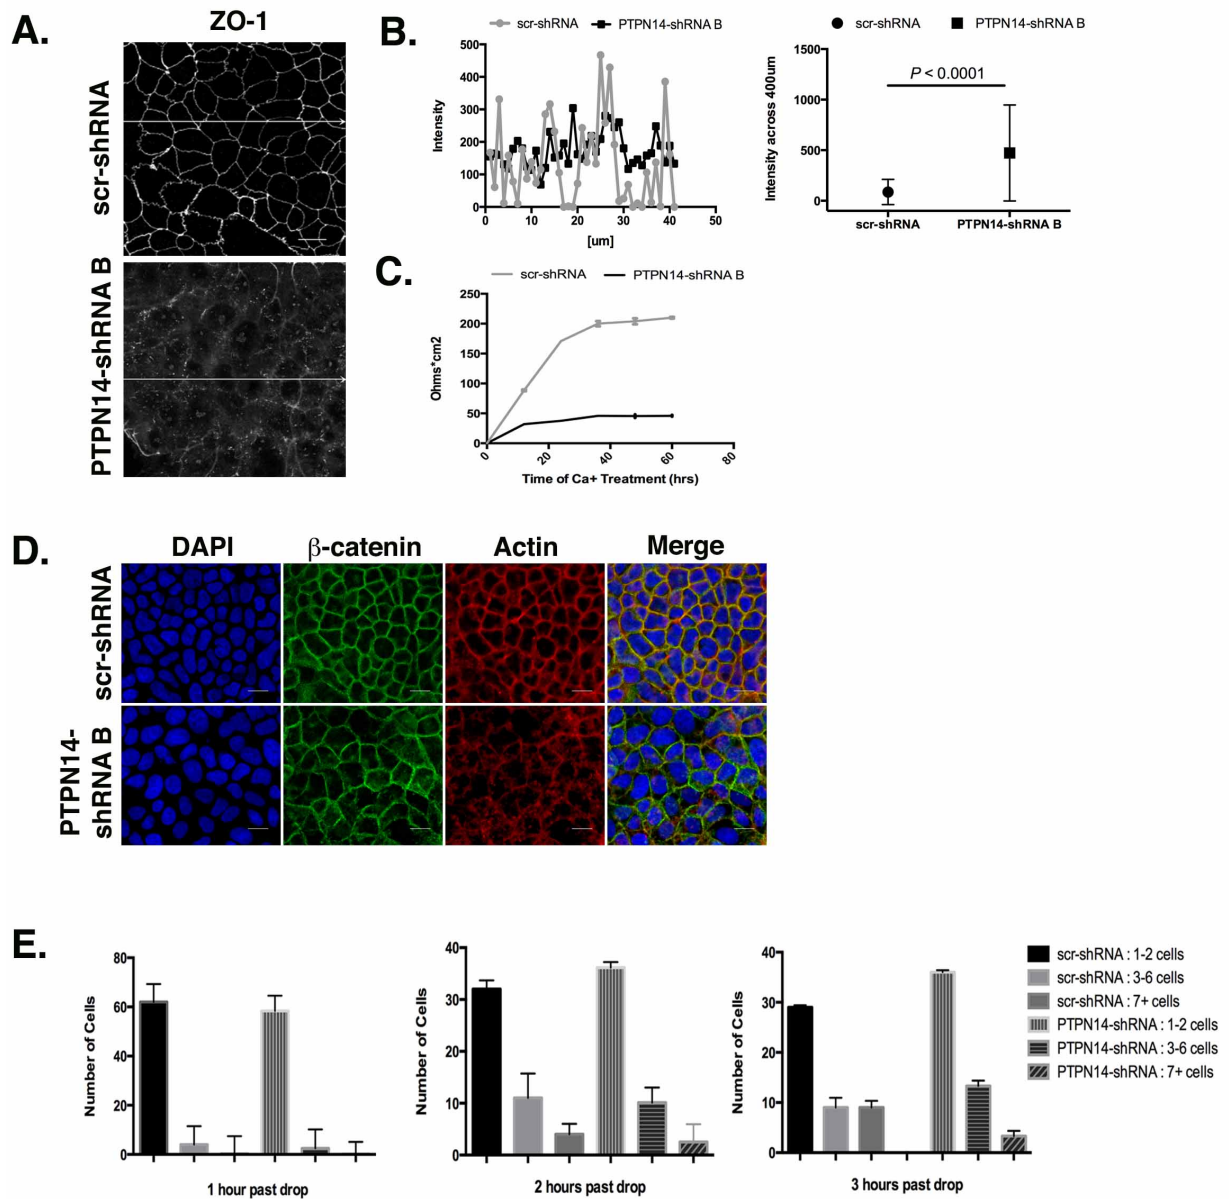 A.
ZO-1
scr-shRNA
PTPN14-shRNA B
B.
scr-shRNA PTPN14-shRNA B
500
400
300
200
100
0
Intensity
0 10 20 30 40 50
[um]
scr-shRNA PTPN14-shRNA B
1500
1000
500
0
Intensity across 400um
P < 0.0001
scr-shRNA PTPN14-shRNA B
C.
scr-shRNA PTPN14-shRNA B
250
200
150
100
50
0
Ohms*cm2
0 20 40 60 80
Time of Ca+ Treatment (hrs)
D.
DAPI β-catenin Actin Merge
scr-shRNA
PTPN14-
shRNA B
E.
80
60
40
20
0
Number of Cells
1 hour past drop
40
30
20
10
0
Number of Cells
2 hours past drop
40
30
20
10
0
Number of Cells
3 hours past drop
scr-shRNA : 1-2 cells
scr-shRNA : 3-6 cells
scr-shRNA : 7+ cells
PTPN14-shRNA : 1-2 cells
PTPN14-shRNA : 3-6 cells
PTPN14-shRNA : 7+ cells